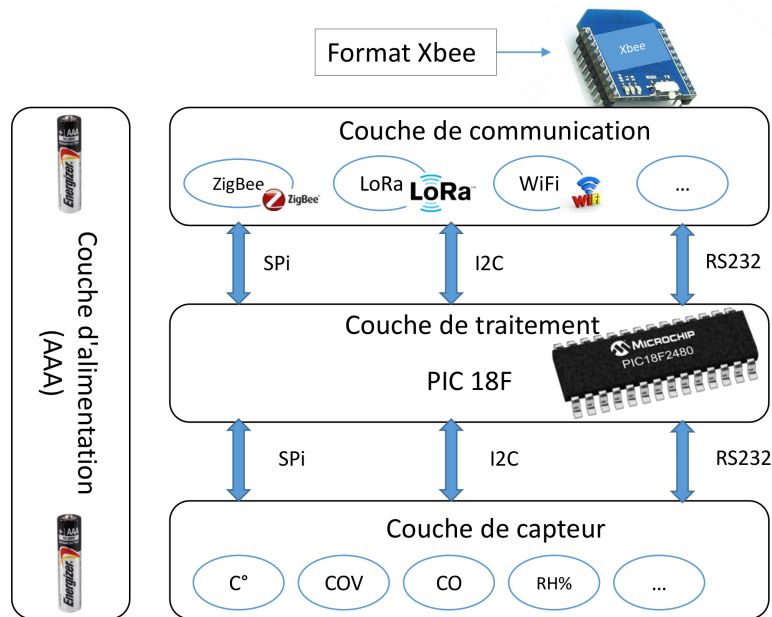 Format Xbee
Xbee
Couche de communication
ZigBee
ZigBee
LoRa
LoRa
WiFi
WiFi
...
SPi
I2C
RS232
Couche de traitement
PIC 18F
MICROCHIP
PIC18F2480
SPi
I2C
RS232
Couche de capteur
C°
COV
CO
RH%
...
Couche d'alimentation
(AAA)
+ AAA
Energizer
+ AAA
Energizer